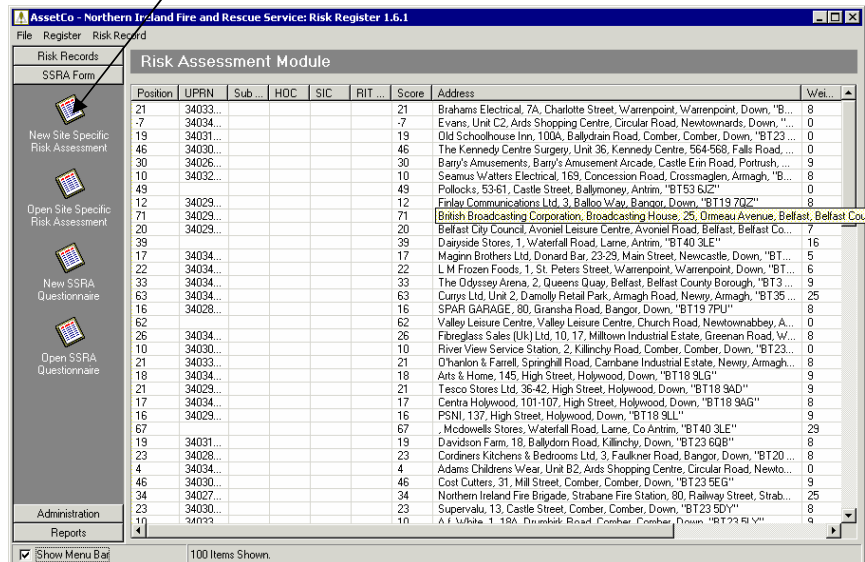 AssetCo - Northern Ireland Fire and Rescue Service: Risk Register 1.6.1
File Register Risk Record
Risk Records
SSRA Form
New Site Specific
Risk Assessment
Open Site Specific
Risk Assessment
New SSRA
Questionnaire
Open SSRA
Questionnaire
Administration
Reports
Risk Assessment Module
Position UPRN Sub ... HOC SIC RIT ... Score Address Wei...
21 34033... 21 Brahams Electrical, 7A, Charlotte Street, Warrenpoint, Warrenpoint, Down, "B... 8
-7 34034... -7 Evans, Unit C2, Ards Shopping Centre, Circular Road, Newtownards, Down, "... 0
19 34031... 19 Old Schoolhouse Inn, 100A, Ballydrain Road, Comber, Comber, Down, "BT23 ... 0
46 34030... 46 The Kennedy Centre Surgery, Unit 36, Kennedy Centre, 564-568, Falls Road, ... 0
30 34026... 30 Barry's Amusements, Barry's Amusement Arcade, Castle Erin Road, Portrush, ... 9
10 34032... 10 Seamus Watters Electrical, 169, Concession Road, Crossmaglen, Armagh, "B... 8
49 49 Pollocks, 53-61, Castle Street, Ballymoney, Antrim, "BT53 6JZ" 0
12 34029... 12 Finlay Communications Ltd, 3, Balloo Way, Bangor, Down, "BT19 7QZ" 8
71 34029... 71 British Broadcasting Corporation, Broadcasting House, 25, Ormeau Avenue, Belfast, Belfast Cou
20 34029... 20 Belfast City Council, Avoniel Leisure Centre, Avoniel Road, Belfast, Belfast Co... 7
39 39 Dairyside Stores, 1, Waterfall Road, Larne, Antrim, "BT40 3LE" 16
17 34034... 17 Maginn Brothers Ltd, Donard Bar, 23-29, Main Street, Newcastle, Down, "BT... 5
22 34034... 22 L M Frozen Foods, 1, St. Peters Street, Warrenpoint, Warrenpoint, Down, "BT... 6
33 34034... 33 The Odyssey Arena, 2, Queens Quay, Belfast, Belfast County Borough, "BT3 ... 9
63 34034... 63 Currys Ltd, Unit 2, Damolly Retail Park, Armagh Road, Newry, Armagh, "BT35 ... 25
16 34028... 16 SPAR GARAGE, 80, Gransha Road, Bangor, Down, "BT19 7PU" 8
62 62 Valley Leisure Centre, Valley Leisure Centre, Church Road, Newtownabbey, A... 0
26 34034... 26 Fibreglass Sales (Uk) Ltd, 10, 17, Milltown Industrial Estate, Greenan Road, W... 8
10 34030... 10 River View Service Station, 2, Killinchy Road, Comber, Comber, Down, "BT23... 0
21 34033... 21 O'hanlon & Farrell, Springhill Road, Carnbane Industrial Estate, Newry, Armagh... 8
18 34034... 18 Arts & Home, 145, High Street, Holywood, Down, "BT18 9LG" 9
21 34029... 21 Tesco Stores Ltd, 36-42, High Street, Holywood, Down, "BT18 9AD" 9
17 34034... 17 Centra Holywood, 101-107, High Street, Holywood, Down, "BT18 9AG" 8
16 34029... 16 PSNI, 137, High Street, Holywood, Down, "BT18 9LL" 9
67 67 , Mcdowells Stores, Waterfall Road, Larne, Co Antrim, "BT40 3LE" 29
19 34031... 19 Davidson Farm, 18, Ballydorn Road, Killinchy, Down, "BT23 6QB" 8
23 34028... 23 Cordiners Kitchens & Bedrooms Ltd, 3, Faulkner Road, Bangor, Down, "BT20 ... 8
4 34034... 4 Adams Childrens Wear, Unit B2, Ards Shopping Centre, Circular Road, Newto... 0
46 34030... 46 Cost Cutters, 31, Mill Street, Comber, Comber, Down, "BT23 5EG" 9
34 34027... 34 Northern Ireland Fire Brigade, Strabane Fire Station, 80, Railway Street, Strab... 25
23 34030... 23 Supervalu, 13, Castle Street, Comber, Comber, Down, "BT23 5DY" 8
10 34033 10 A.f. White, 1, 18A, Drumhirk Road, Comber, Comber, Down, "BT23 5LY" 9
Show Menu Bar 100 Items Shown.